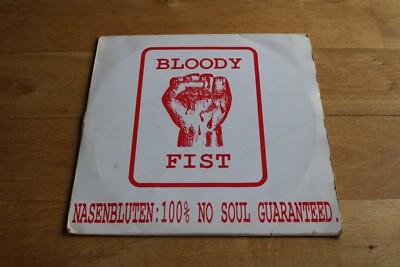 BLOODY
FIST
NASENBLUTEN:100% NO SOUL GUARANTEED.